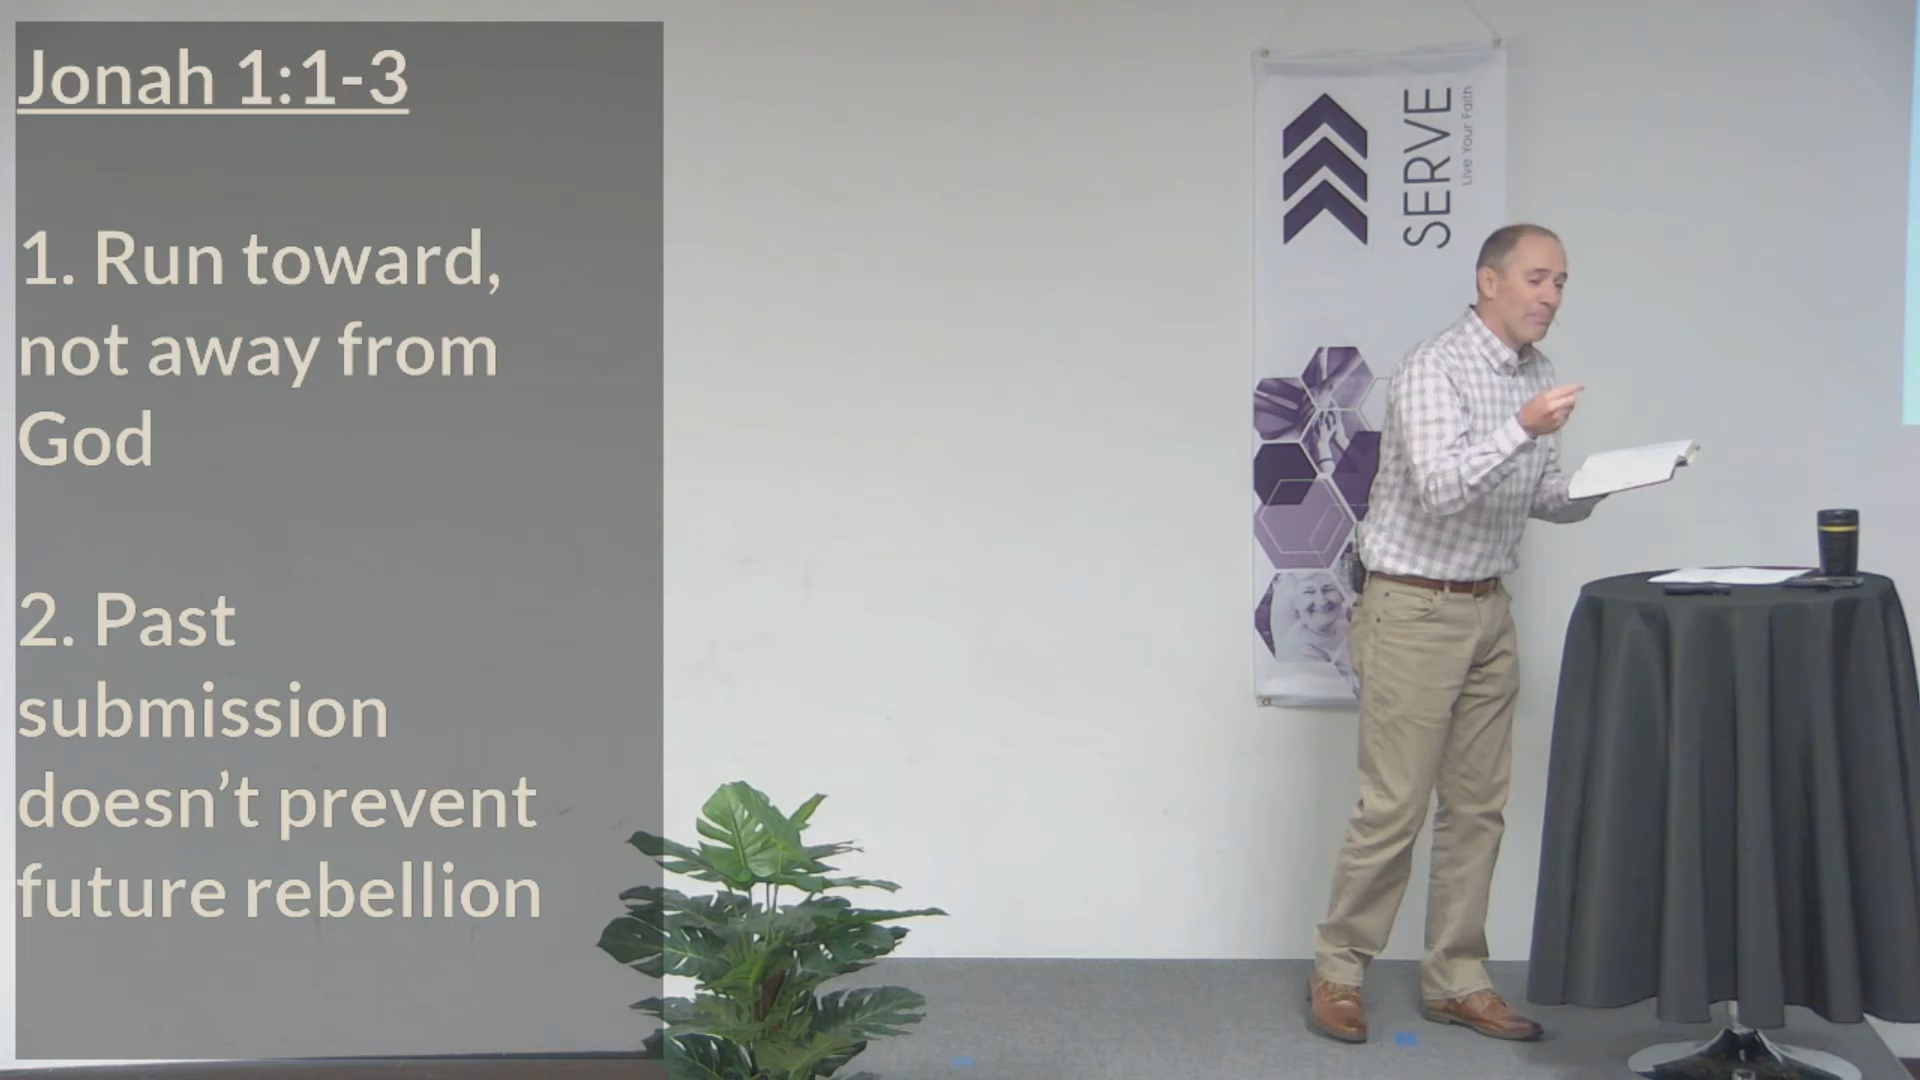 Jonah 1:1-3
1. Run toward,
not away from
God
2. Past
submission
doesn’t prevent
future rebellion
SERVE
Live Your Faith